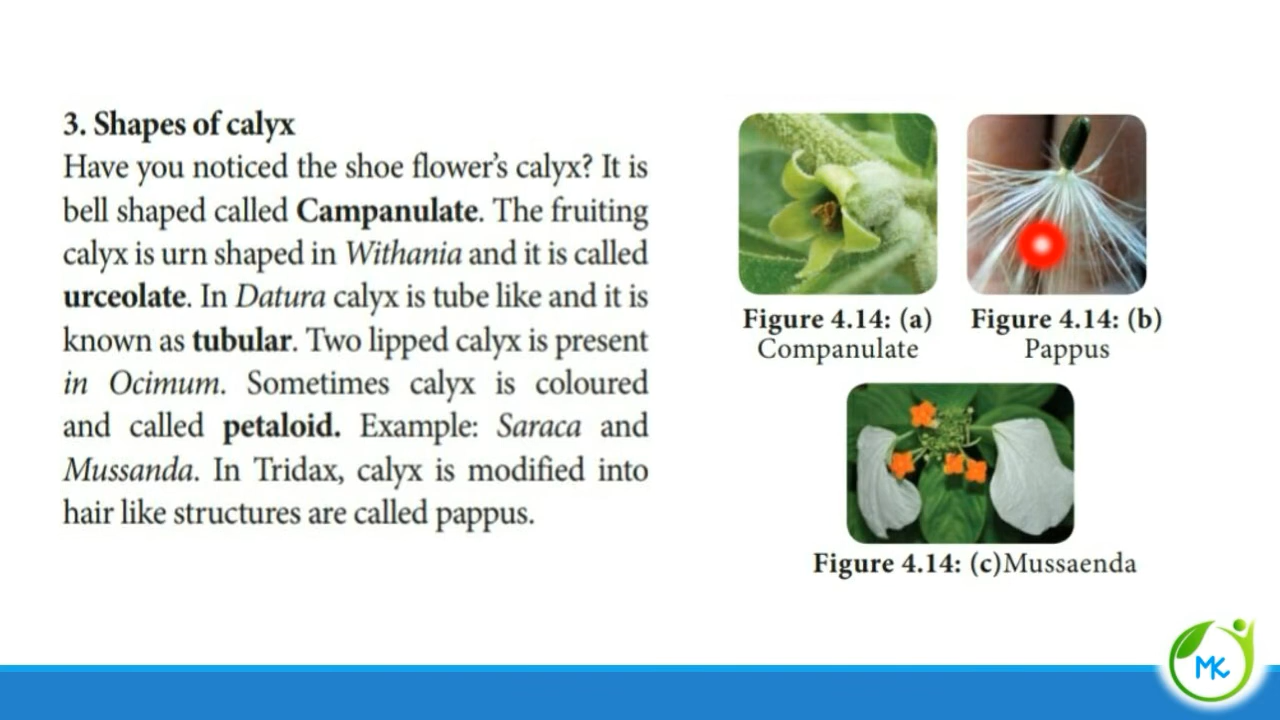 3. Shapes of calyx
Have you noticed the shoe flower's calyx? It is
bell shaped called Campanulate. The fruiting
calyx is urn shaped in Withania and it is called
urceolate. In Datura calyx is tube like and it is
known as tubular. Two lipped calyx is present
in Ocimum. Sometimes calyx is coloured
and called petaloid. Example: Saraca and
Mussanda. In Tridax, calyx is modified into
hair like structures are called pappus.
Figure 4.14: (a)
Companulate
Figure 4.14: (b)
Pappus
Figure 4.14: (c)Mussaenda
MK